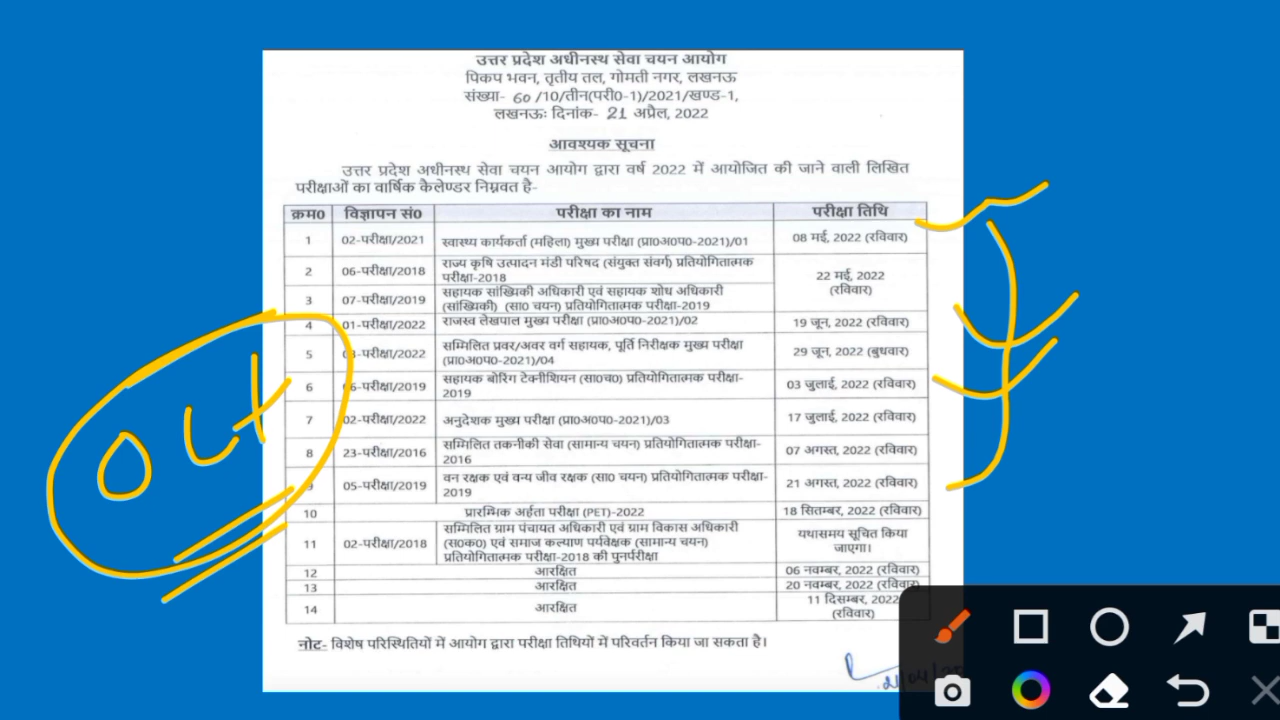 उत्तर प्रदेश अधीनस्थ सेवा चयन आयोग
पिकप भवन, तृतीय तल, गोमती नगर, लखनऊ
संख्या- 60 /10/तीन(परी0-1)/2021/खण्ड-1,
लखनऊः दिनांक- 21 अप्रैल, 2022
आवश्यक सूचना
उत्तर प्रदेश अधीनस्थ सेवा चयन आयोग द्वारा वर्ष 2022 में आयोजित की जाने वाली लिखित
परीक्षाओं का वार्षिक कैलेण्डर निम्नवत है-
क्रम0 विज्ञापन सं0 परीक्षा का नाम परीक्षा तिथि
1 02-परीक्षा/2021 स्वास्थ्य कार्यकर्ता (महिला) मुख्य परीक्षा (प्रा0अ0प0-2021)/01 08 मई, 2022 (रविवार)
2 06-परीक्षा/2018 राज्य कृषि उत्पादन मंडी परिषद (संयुक्त संवर्ग) प्रतियोगितात्मक
परीक्षा-2018
22 मई, 2022
(रविवार)
3 07-परीक्षा/2019 सहायक सांख्यिकी अधिकारी एवं सहायक शोध अधिकारी
(सांख्यिकी) (सा0 चयन) प्रतियोगितात्मक परीक्षा-2019
4 01-परीक्षा/2022 राजस्व लेखपाल मुख्य परीक्षा (प्रा0अ0प0-2021)/02 19 जून, 2022 (रविवार)
5 -परीक्षा/2022 सम्मिलित प्रवर/अवर वर्ग सहायक, पूर्ति निरीक्षक मुख्य परीक्षा
(प्रा0अ0प0-2021)/04
29 जून, 2022 (बुधवार)
6 -परीक्षा/2019 सहायक बोरिंग टेक्नीशियन (सा0च0) प्रतियोगितात्मक परीक्षा-
2019
03 जुलाई, 2022 (रविवार)
7 02-परीक्षा/2022 अनुदेशक मुख्य परीक्षा (प्रा0अ0प0-2021)/03 17 जुलाई, 2022 (रविवार)
8 23-परीक्षा/2016 सम्मिलित तकनीकी सेवा (सामान्य चयन) प्रतियोगितात्मक परीक्षा-
2016
07 अगस्त, 2022 (रविवार)
9 05-परीक्षा/2019 वन रक्षक एवं वन्य जीव रक्षक (सा0 चयन) प्रतियोगितात्मक परीक्षा-
2019
21 अगस्त, 2022 (रविवार)
10 प्रारम्भिक अर्हता परीक्षा (PET)-2022 18 सितम्बर, 2022 (रविवार)
11 02-परीक्षा/2018 सम्मिलित ग्राम पंचायत अधिकारी एवं ग्राम विकास अधिकारी
(स0क0) एवं समाज कल्याण पर्यवेक्षक (सामान्य चयन)
प्रतियोगितात्मक परीक्षा-2018 की पुनर्परीक्षा
यथासमय सूचित किया
जाएगा।
12 आरक्षित 06 नवम्बर, 2022 (रविवार)
13 आरक्षित 20 नवम्बर, 2022 (रविवार)
14 आरक्षित 11 दिसम्बर, 2022
(रविवार)
नोट- विशेष परिस्थितियों में आयोग द्वारा परीक्षा तिथियों में परिवर्तन किया जा सकता है।
oct